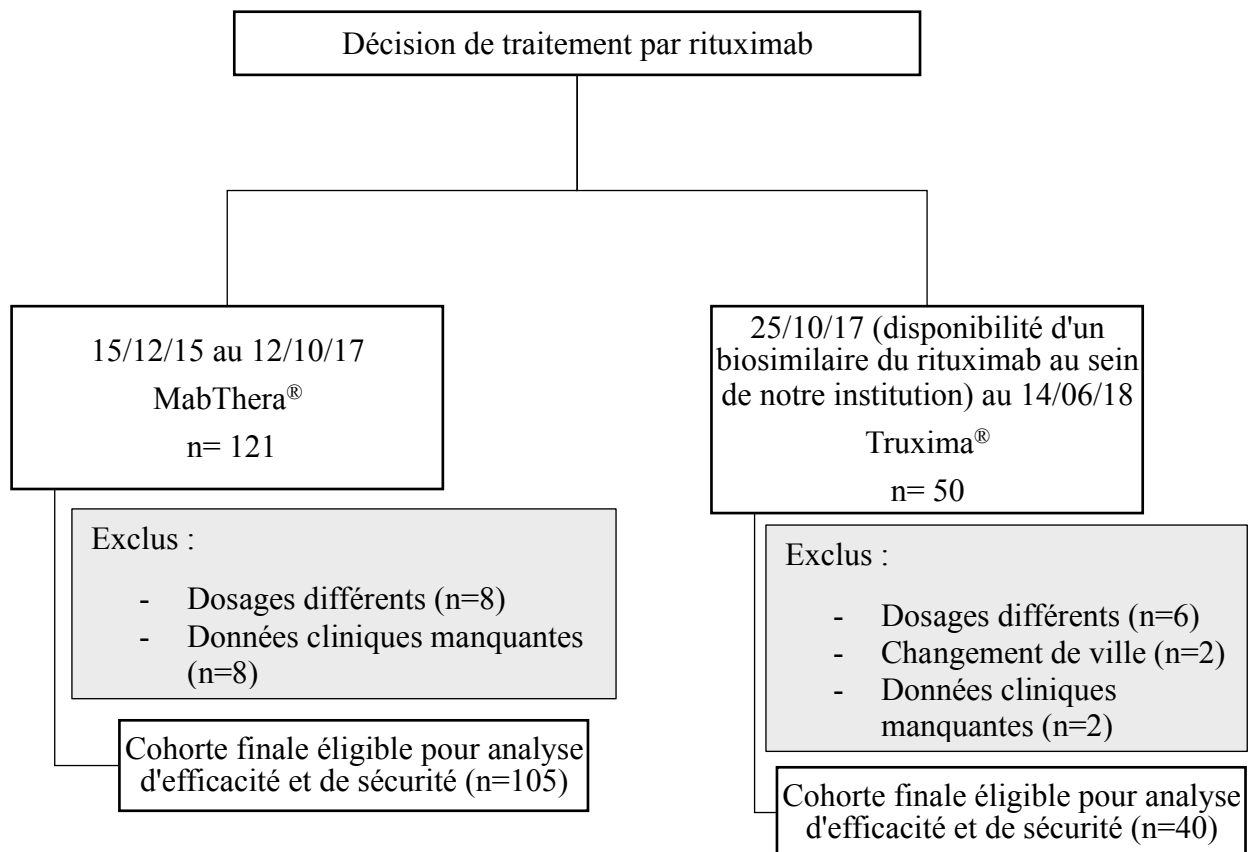 Décision de traitement par rituximab
15/12/15 au 12/10/17
MabThera®
n= 121
Exclus :
- Dosages différents (n=8)
- Données cliniques manquantes
(n=8)
Cohorte finale éligible pour analyse
d'efficacité et de sécurité (n=105)
25/10/17 (disponibilité d'un
biosimilaire du rituximab au sein
de notre institution) au 14/06/18
Truxima®
n= 50
Exclus :
- Dosages différents (n=6)
- Changement de ville (n=2)
- Données cliniques
manquantes (n=2)
Cohorte finale éligible pour analyse
d'efficacité et de sécurité (n=40)